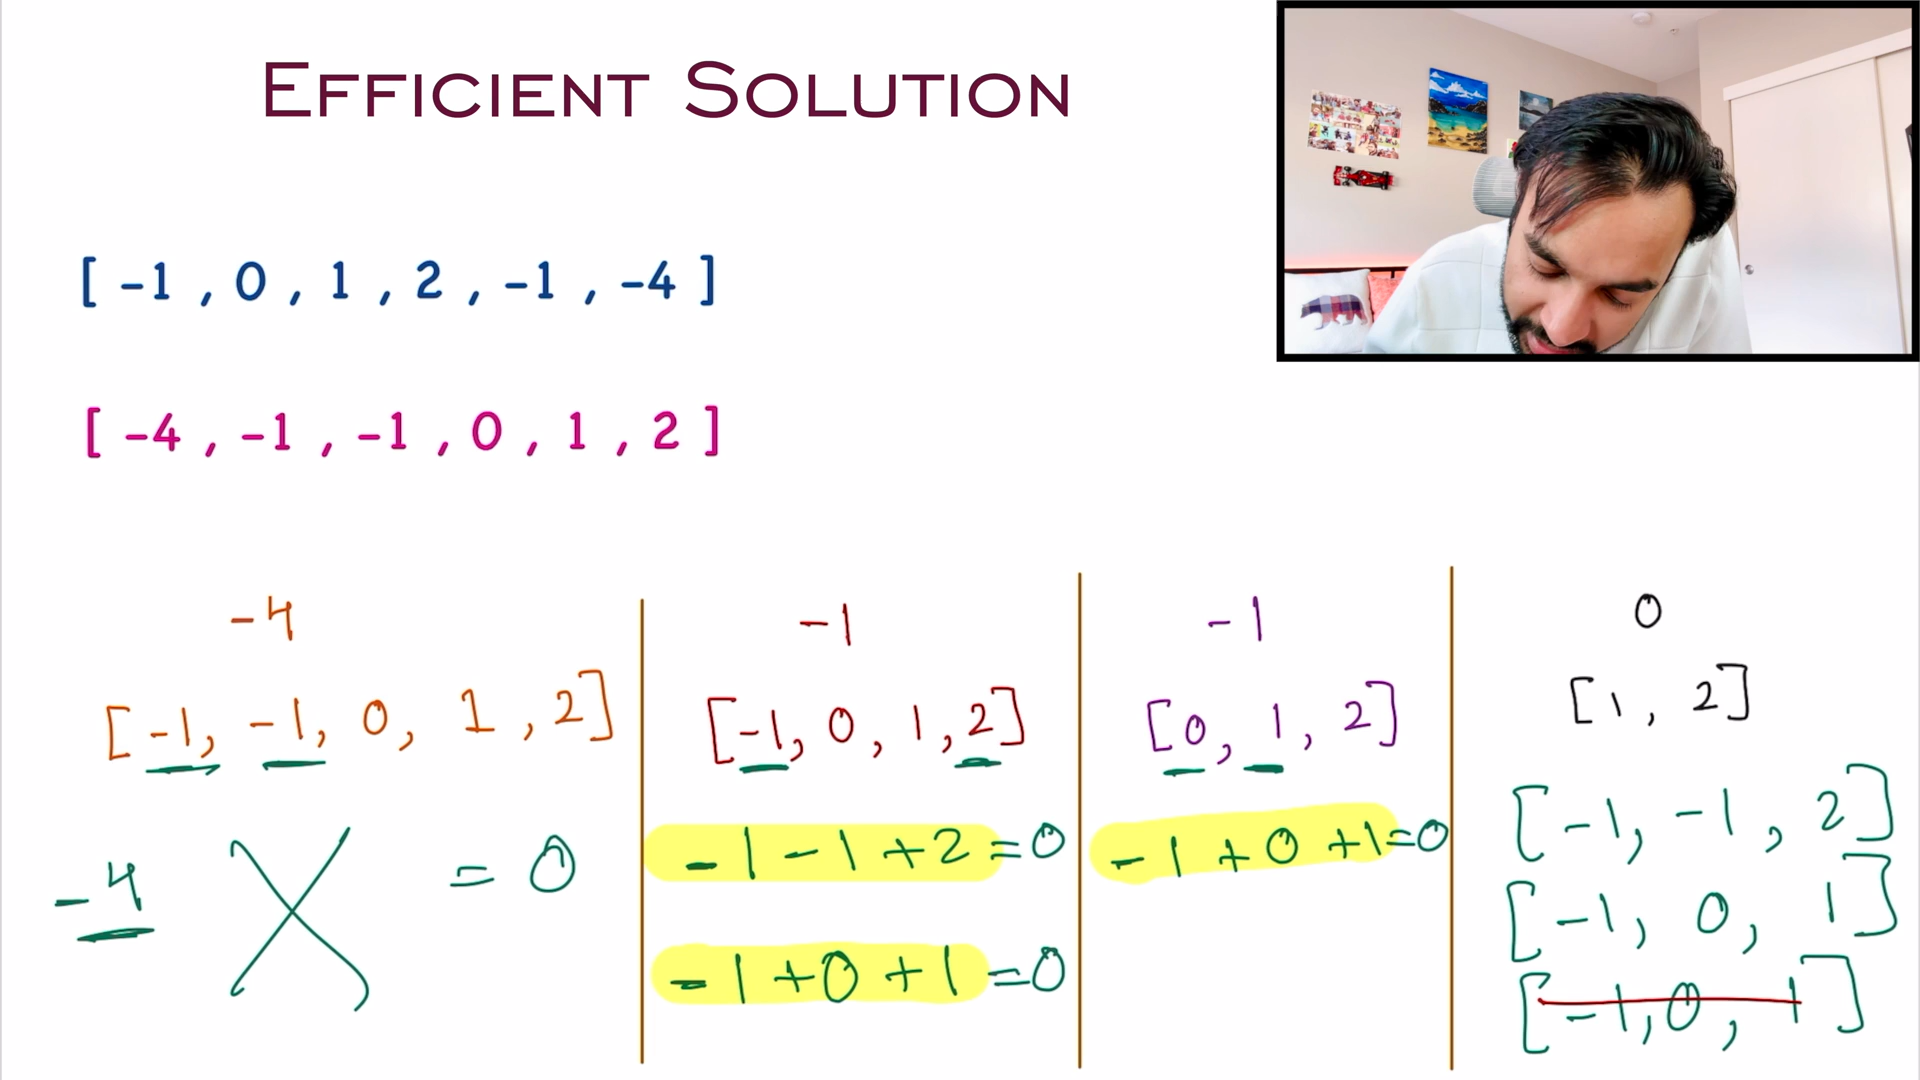 EFFICIENT SOLUTION
[ -1 , 0 , 1 , 2 , -1 , -4 ]
[ -4 , -1 , -1 , 0 , 1 , 2 ]
-4
[-1, -1, 0, 1, 2]
-4 = 0
-1
[-1, 0, 1, 2]
-1 -1 +2 = 0
-1 +0 +1 = 0
-1
[0, 1, 2]
-1 +0 +1 = 0
0
[1, 2]
[-1, -1, 2]
[-1, 0, 1]
[-1, 0, 1]